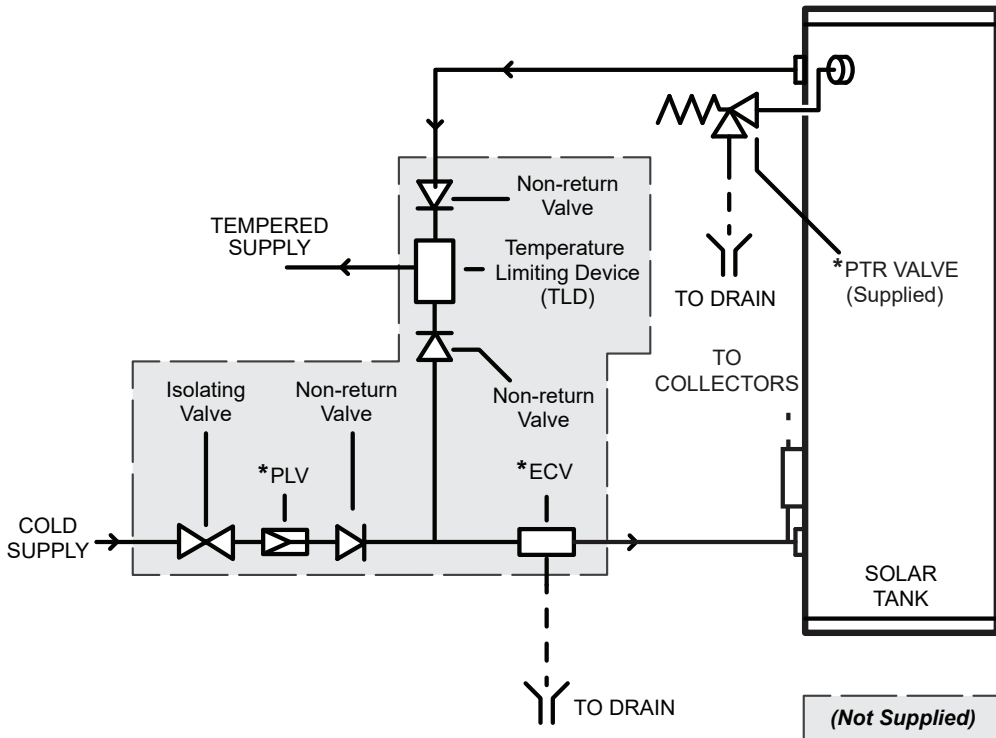 Non-return
Valve
TEMPERED
SUPPLY
Temperature
Limiting Device
(TLD)
*PTR VALVE
(Supplied)
TO DRAIN
TO
COLLECTORS
Isolating
Valve
Non-return
Valve
Non-return
Valve
*PLV
*ECV
COLD
SUPPLY
SOLAR
TANK
TO DRAIN
(Not Supplied)